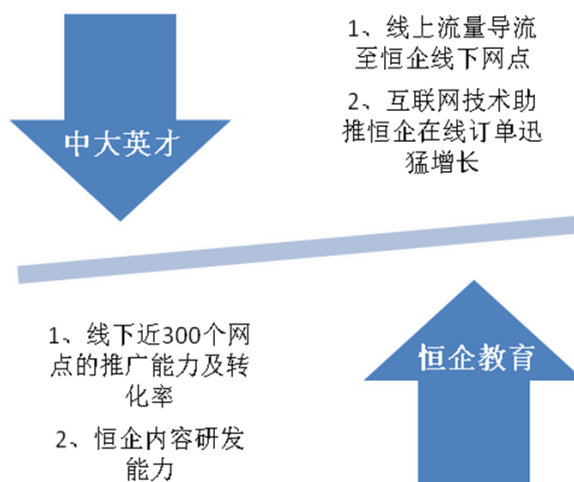 中大英才
1、线上流量导流
至恒企线下网点
2、互联网技术助
推恒企在线订单迅
猛增长
1、线下近300个网
点的推广能力及转
化率
2、恒企内容研发
能力
恒企教育